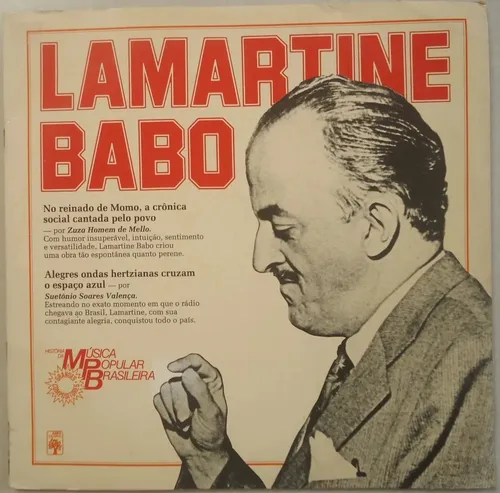 LAMARTINE
BABO
No reinado de Momo, a crônica
social cantada pelo povo
— por Zuza Homem de Mello.
Com humor insuperável, intuição, sentimento
e versatilidade, Lamartine Babo criou
uma obra tão espontânea quanto perene.
Alegres ondas hertzianas cruzam
o espaço azul — por
Suetônio Soares Valença.
Estreando no exato momento em que o rádio
chegava ao Brasil, Lamartine, com sua
contagiante alegria, conquistou todo o país.
HISTÓRIA DA
MÚSICA
POPULAR
BRASILEIRA
GRANDES